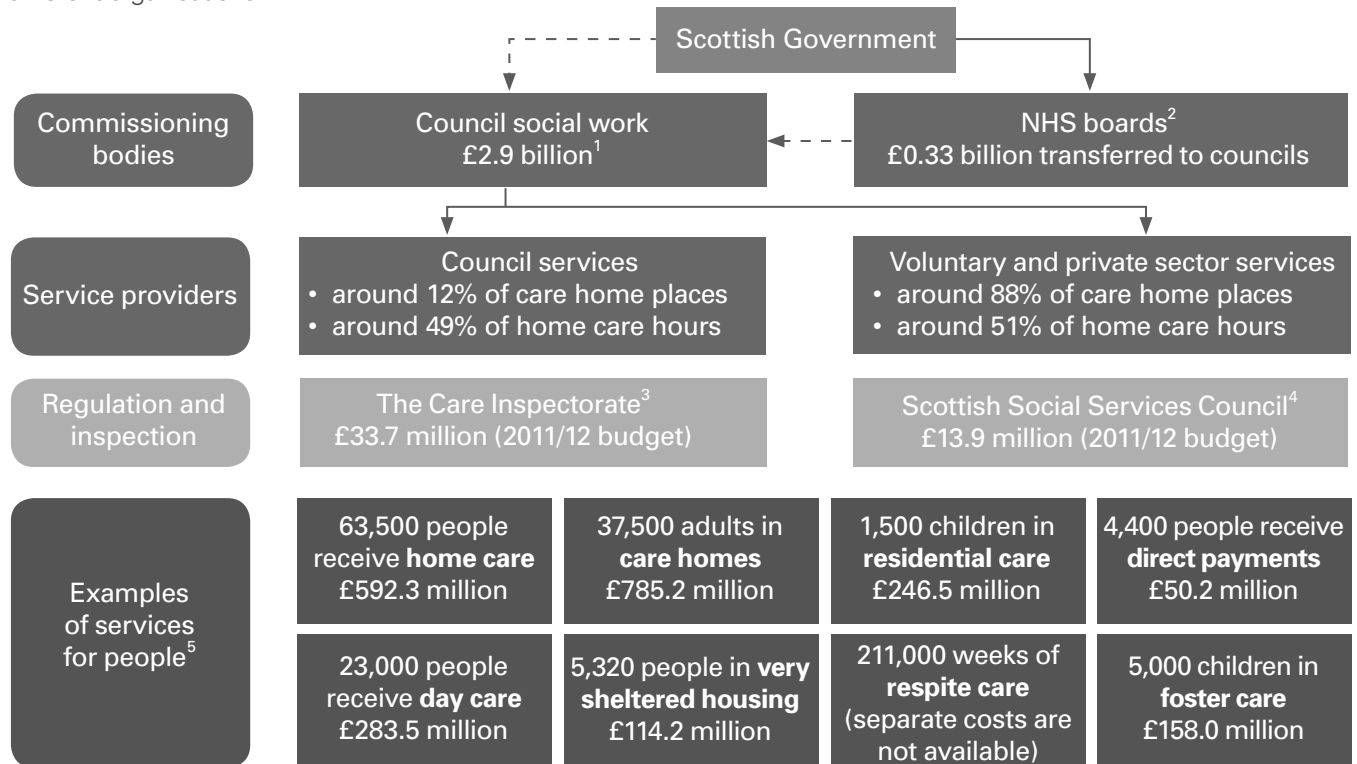 Scottish Government
Commissioning
bodies
Council social work
£2.9 billion1
NHS boards2
£0.33 billion transferred to councils
Service providers
Council services
• around 12% of care home places
• around 49% of home care hours
Voluntary and private sector services
• around 88% of care home places
• around 51% of home care hours
Regulation and
inspection
The Care Inspectorate3
£33.7 million (2011/12 budget)
Scottish Social Services Council4
£13.9 million (2011/12 budget)
Examples
of services
for people5
63,500 people
receive home care
£592.3 million
37,500 adults in
care homes
£785.2 million
1,500 children in
residential care
£246.5 million
4,400 people receive
direct payments
£50.2 million
23,000 people
receive day care
£283.5 million
5,320 people in very
sheltered housing
£114.2 million
211,000 weeks of
respite care
(separate costs are
not available)
5,000 children in
foster care
£158.0 million